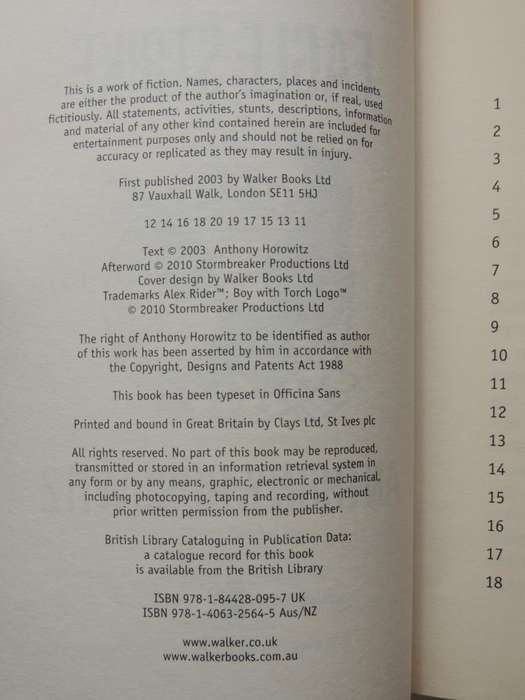 This is a work of fiction. Names, characters, places and incidents
are either the product of the author's imagination or, if real, used
fictitiously. All statements, activities, stunts, descriptions, information
and material of any other kind contained herein are included for
entertainment purposes only and should not be relied on for
accuracy or replicated as they may result in injury.
First published 2003 by Walker Books Ltd
87 Vauxhall Walk, London SE11 5HJ
12 14 16 18 20 19 17 15 13 11
Text © 2003 Anthony Horowitz
Afterword © 2010 Stormbreaker Productions Ltd
Cover design by Walker Books Ltd
Trademarks Alex Rider™; Boy with Torch Logo™
© 2010 Stormbreaker Productions Ltd
The right of Anthony Horowitz to be identified as author
of this work has been asserted by him in accordance with
the Copyright, Designs and Patents Act 1988
This book has been typeset in Officina Sans
Printed and bound in Great Britain by Clays Ltd, St Ives plc
All rights reserved. No part of this book may be reproduced,
transmitted or stored in an information retrieval system in
any form or by any means, graphic, electronic or mechanical,
including photocopying, taping and recording, without
prior written permission from the publisher.
British Library Cataloguing in Publication Data:
a catalogue record for this book
is available from the British Library
ISBN 978-1-84428-095-7 UK
ISBN 978-1-4063-2564-5 Aus/NZ
www.walker.co.uk
www.walkerbooks.com.au
1
2
3
4
5
6
7
8
9
10
11
12
13
14
15
16
17
18